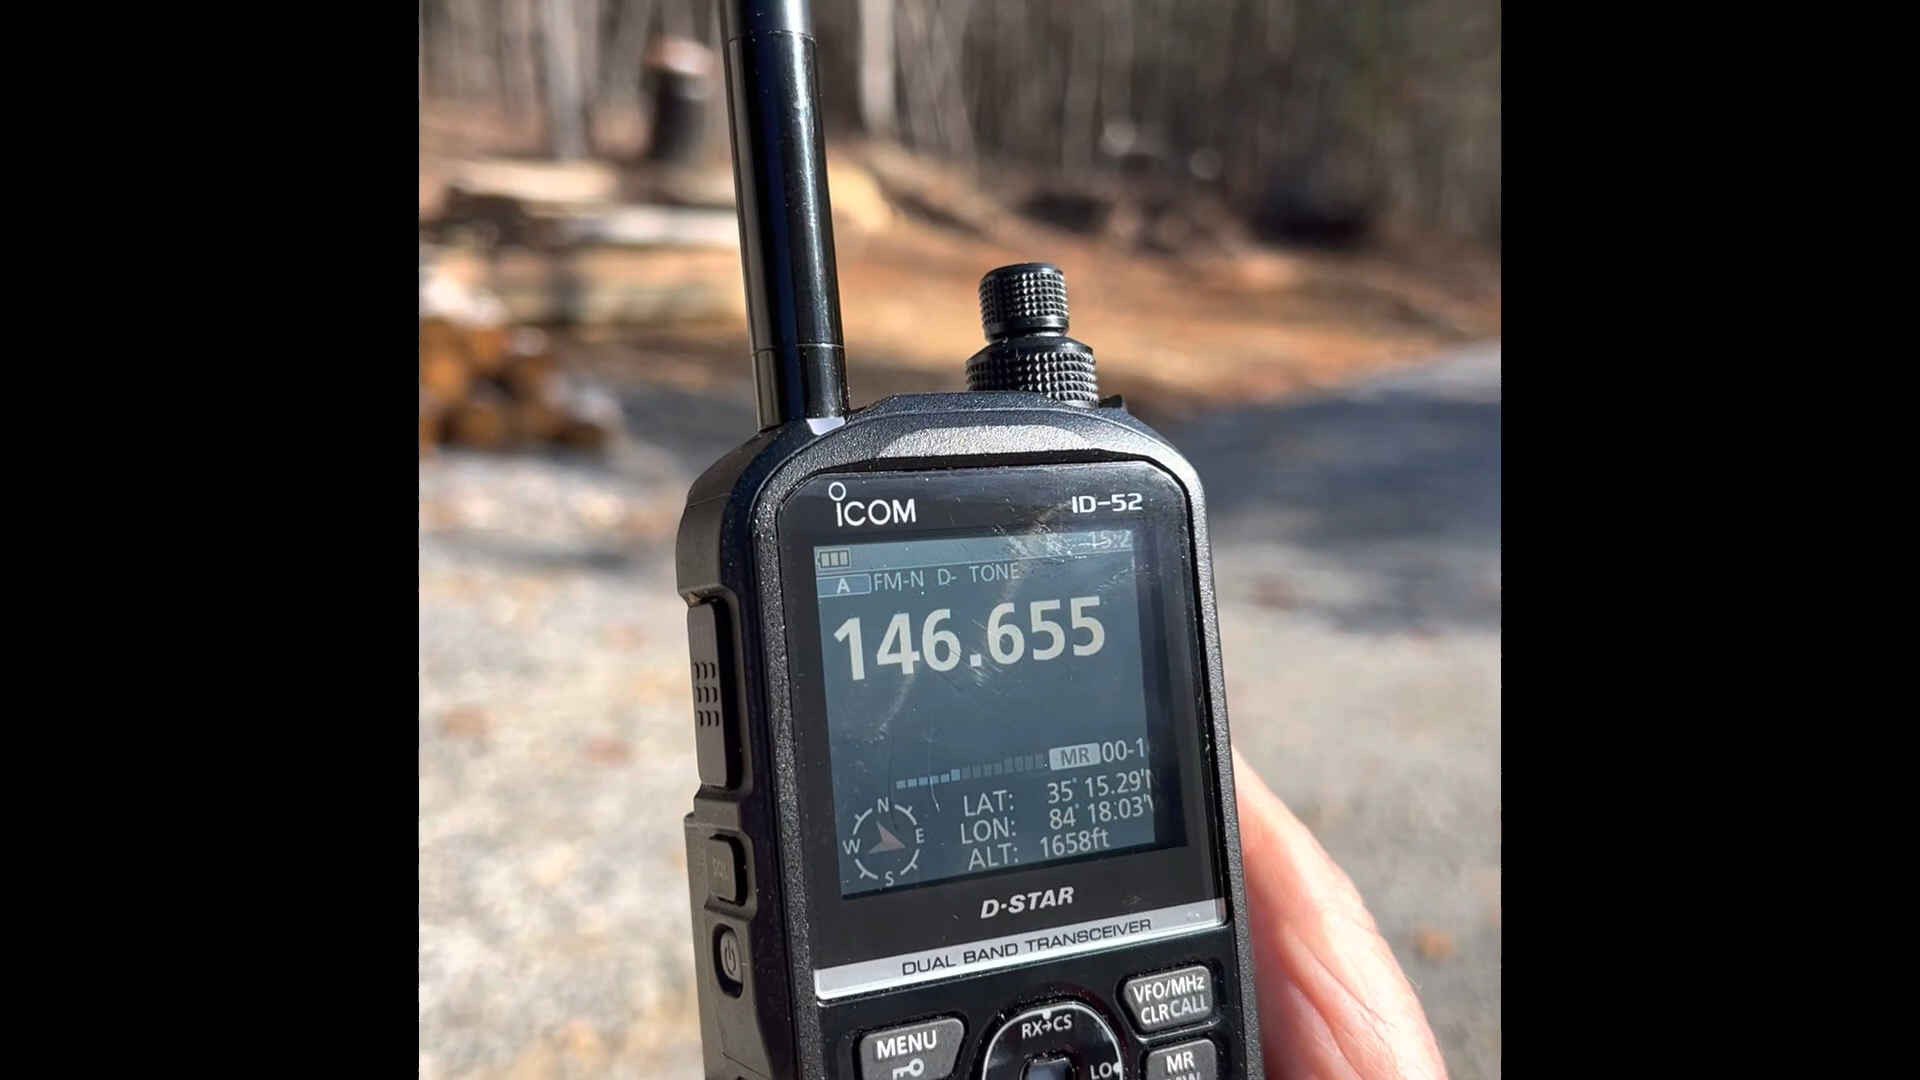 iCOM ID-52
15:2
A FM-N D- TONE
146.655
MR 00-1
N
W E
S
LAT: 35° 15.29'N
LON: 84° 18.03'
ALT: 1658ft
D-STAR
DUAL BAND TRANSCEIVER
MENU
RX→CS
VFO/MHz
CLR CALL
MR
SQL